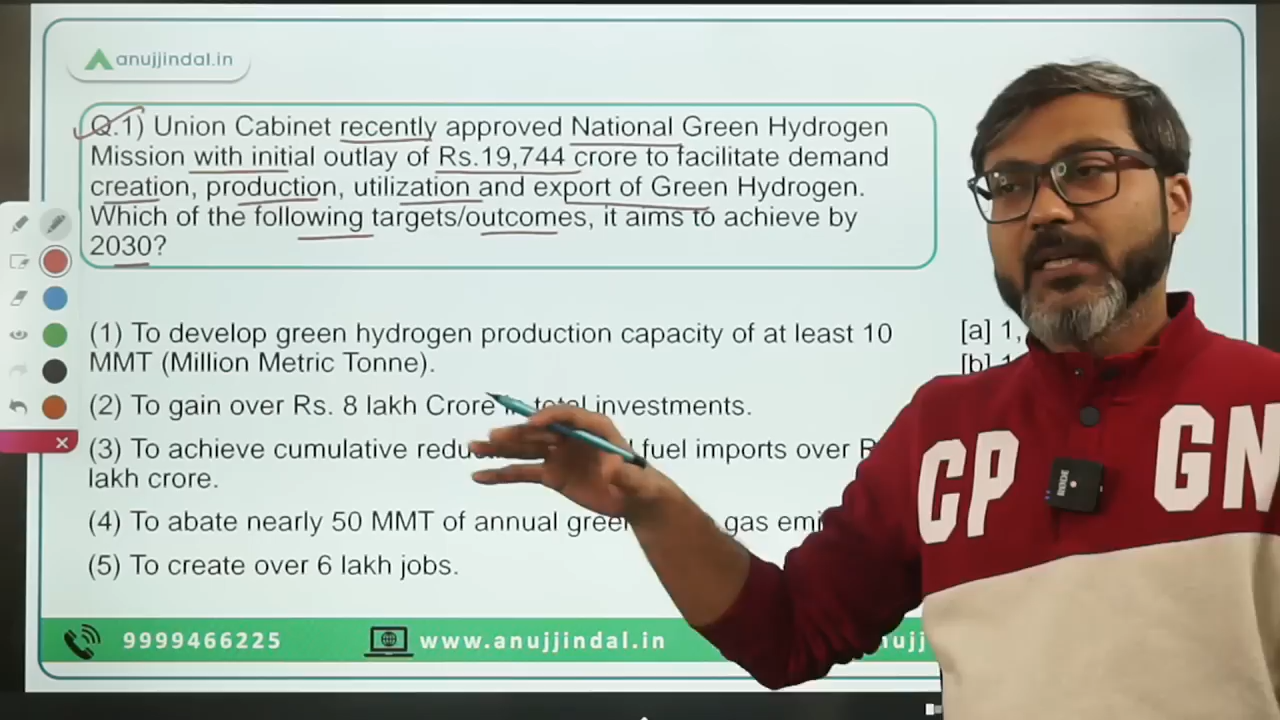 anujjindal.in
Q.1) Union Cabinet recently approved National Green Hydrogen
Mission with initial outlay of Rs.19,744 crore to facilitate demand
creation, production, utilization and export of Green Hydrogen.
Which of the following targets/outcomes, it aims to achieve by
2030?
(1) To develop green hydrogen production capacity of at least 10
MMT (Million Metric Tonne).
[a] 1,
[b] 1
(2) To gain over Rs. 8 lakh Crore total investments.
(3) To achieve cumulative fuel imports over
lakh crore.
(4) To abate nearly 50 MMT of annual gas
(5) To create over 6 lakh jobs.
CP GN
RODE
9999466225 www.anujjindal.in